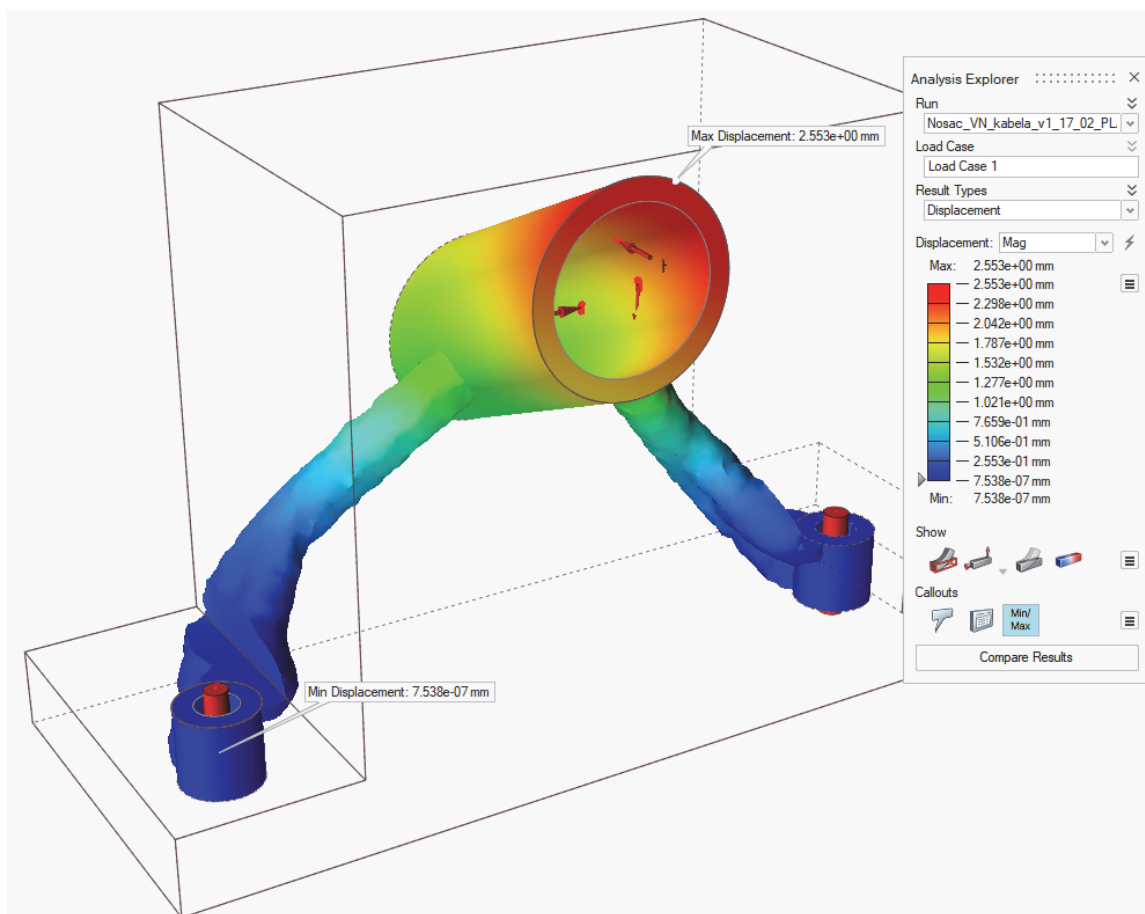 Max Displacement: 2.553e+00 mm
Min Displacement: 7.538e-07 mm
Analysis Explorer
Run
Nosac_VN_kabela_v1_17_02_PL
Load Case
Load Case 1
Result Types
Displacement
Displacement: Mag
Max: 2.553e+00 mm
2.553e+00 mm
2.298e+00 mm
2.042e+00 mm
1.787e+00 mm
1.532e+00 mm
1.277e+00 mm
1.021e+00 mm
7.659e-01 mm
5.106e-01 mm
2.553e-01 mm
7.538e-07 mm
Min: 7.538e-07 mm
Show
Callouts
Min/
Max
Compare Results